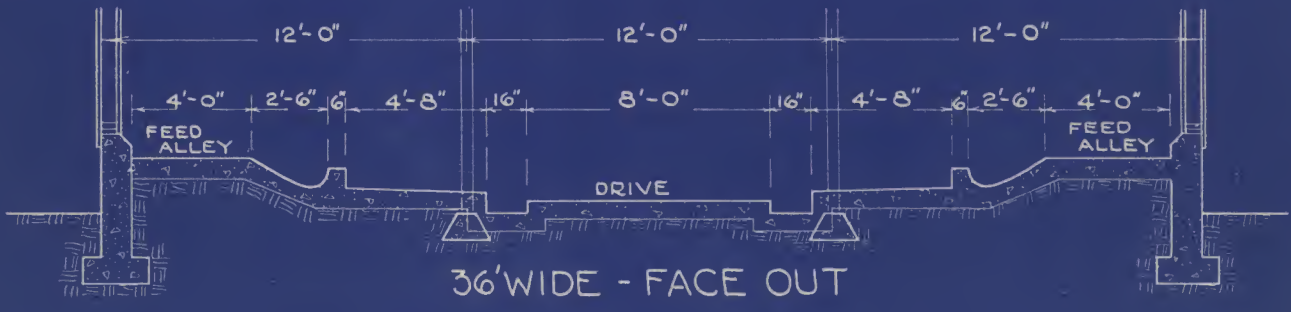 12'-0" 12'-0" 12'-0"
4'-0" 2'-6" 6" 4'-8" 16" 8'-0" 16" 4'-8" 6" 2'-6" 4'-0"
FEED
ALLEY
DRIVE
FEED
ALLEY
36' WIDE - FACE OUT